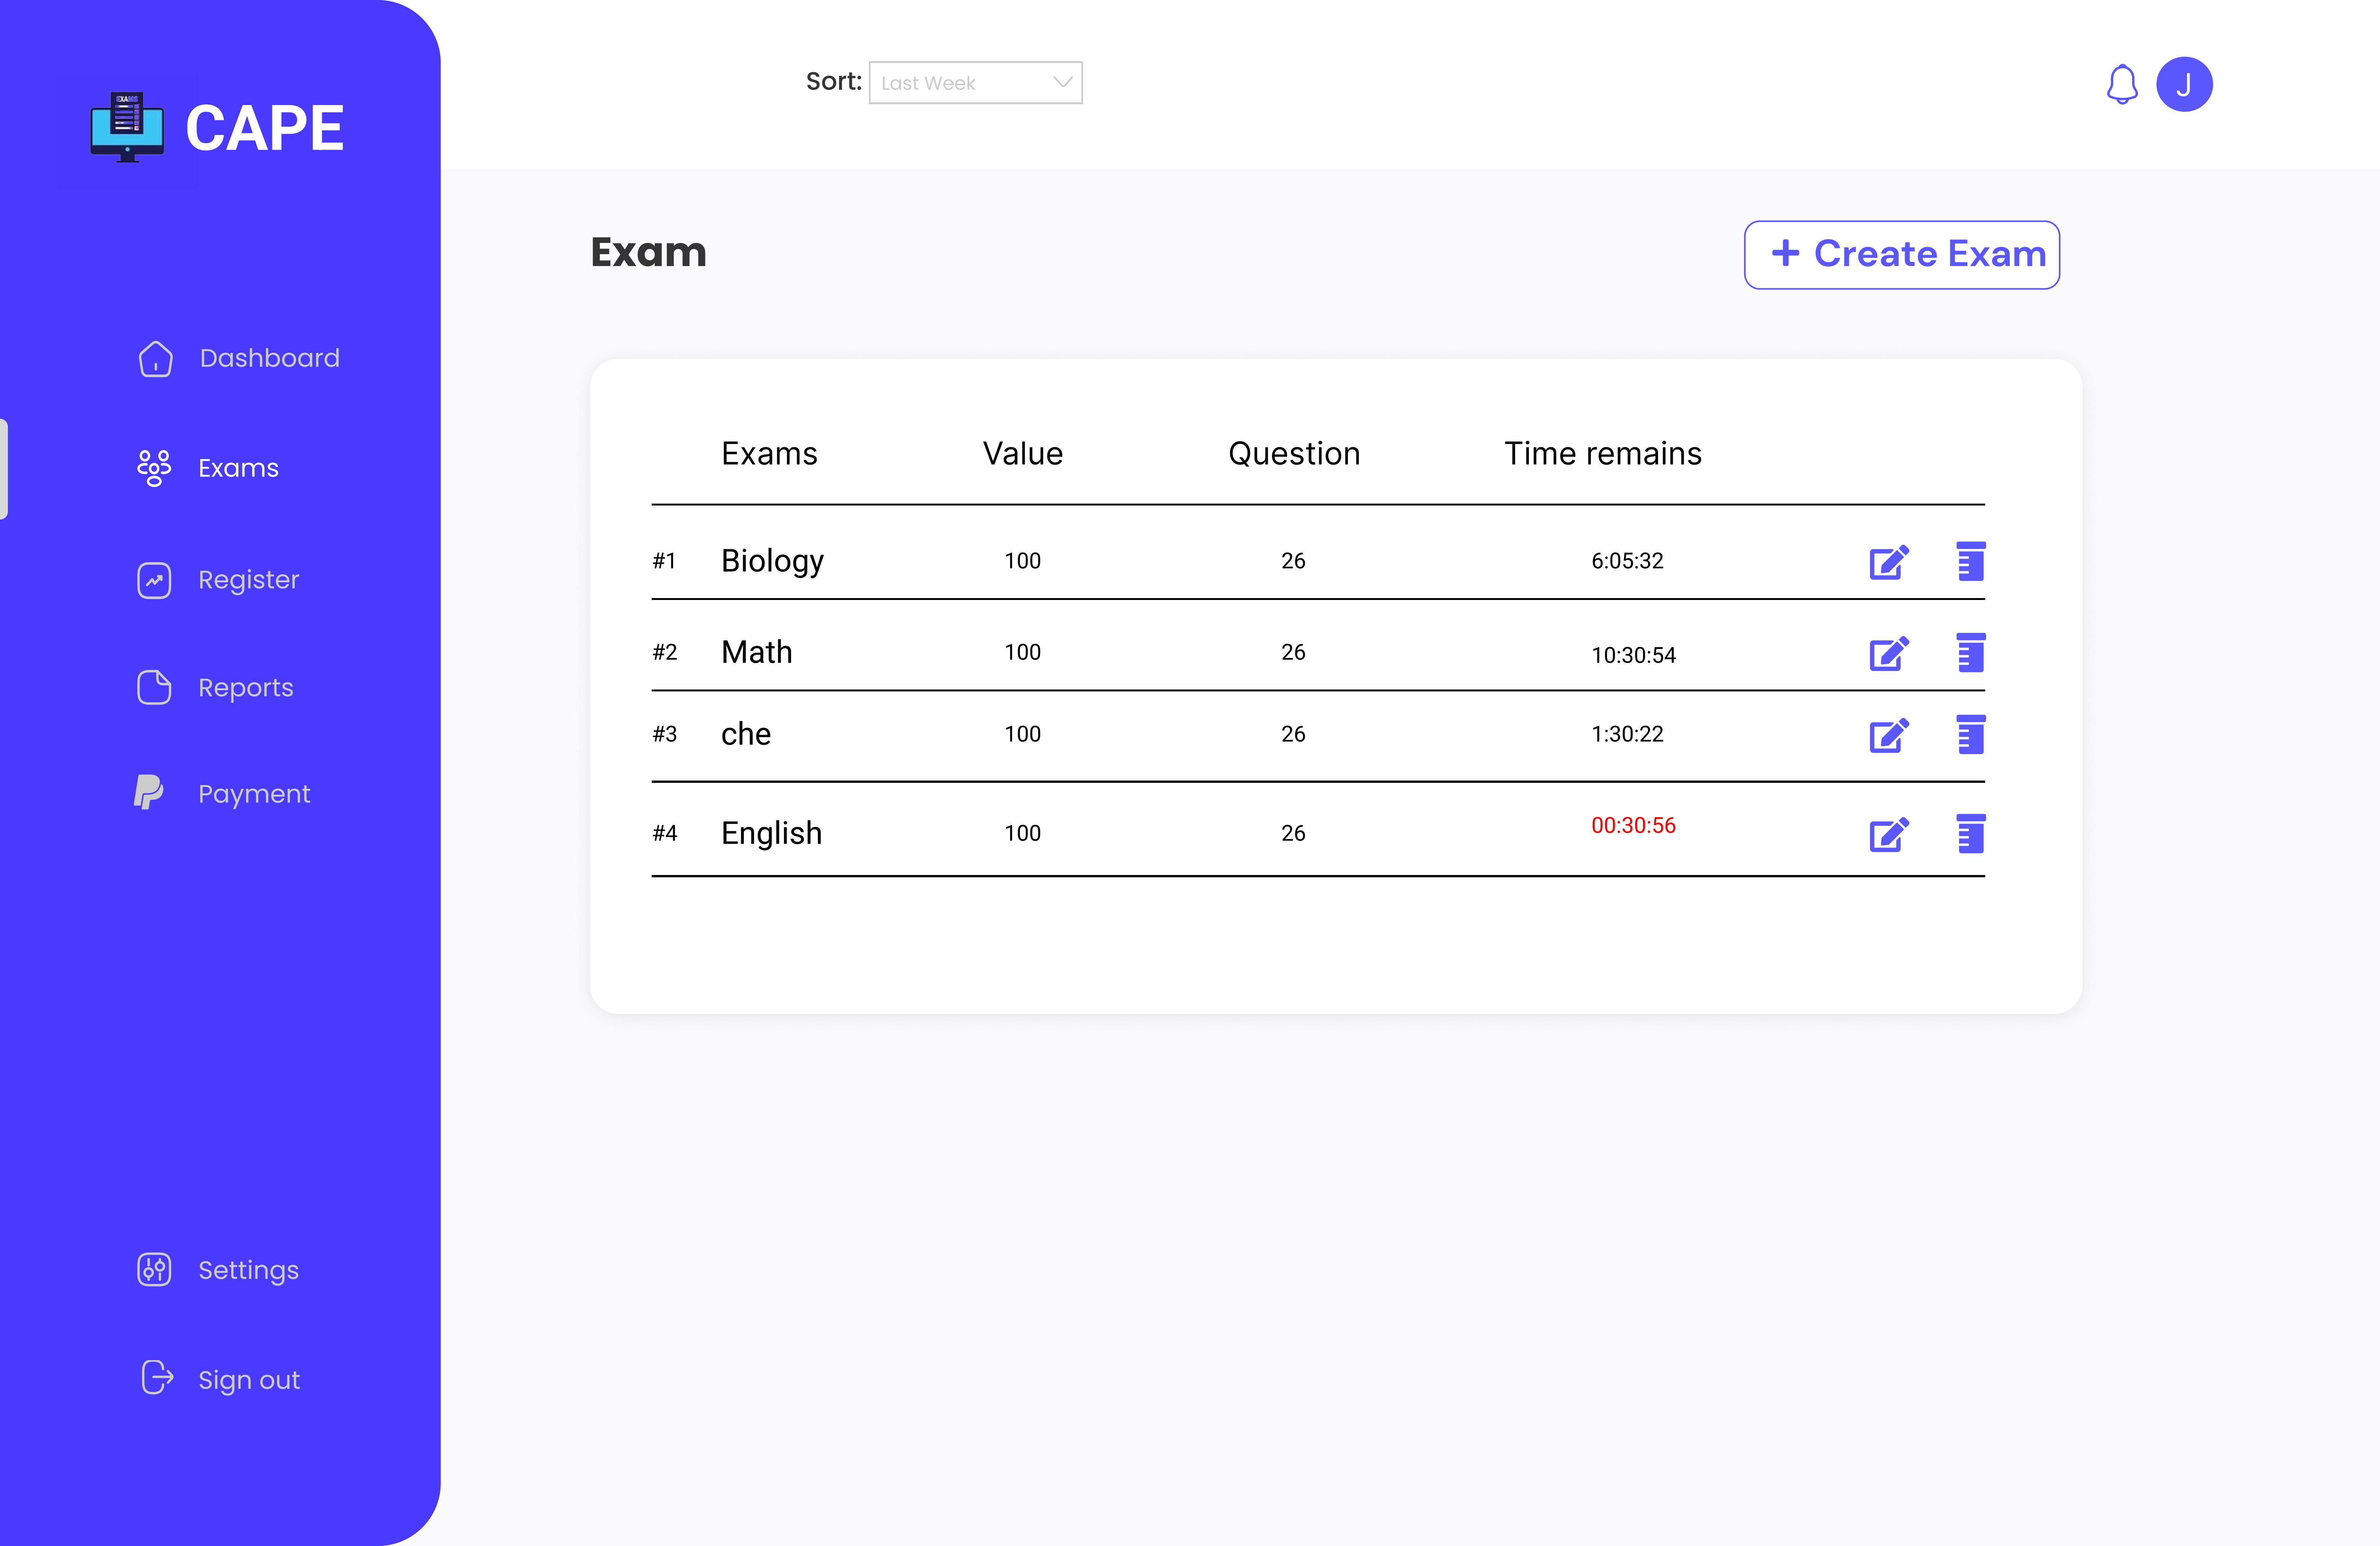 EXAMS
CAPE
Sort: Last Week
J
Exam
+ Create Exam
Dashboard
Exams
Register
Reports
Payment
Settings
Sign out
Exams Value Question Time remains
#1 Biology 100 26 6:05:32
#2 Math 100 26 10:30:54
#3 che 100 26 1:30:22
#4 English 100 26 00:30:56